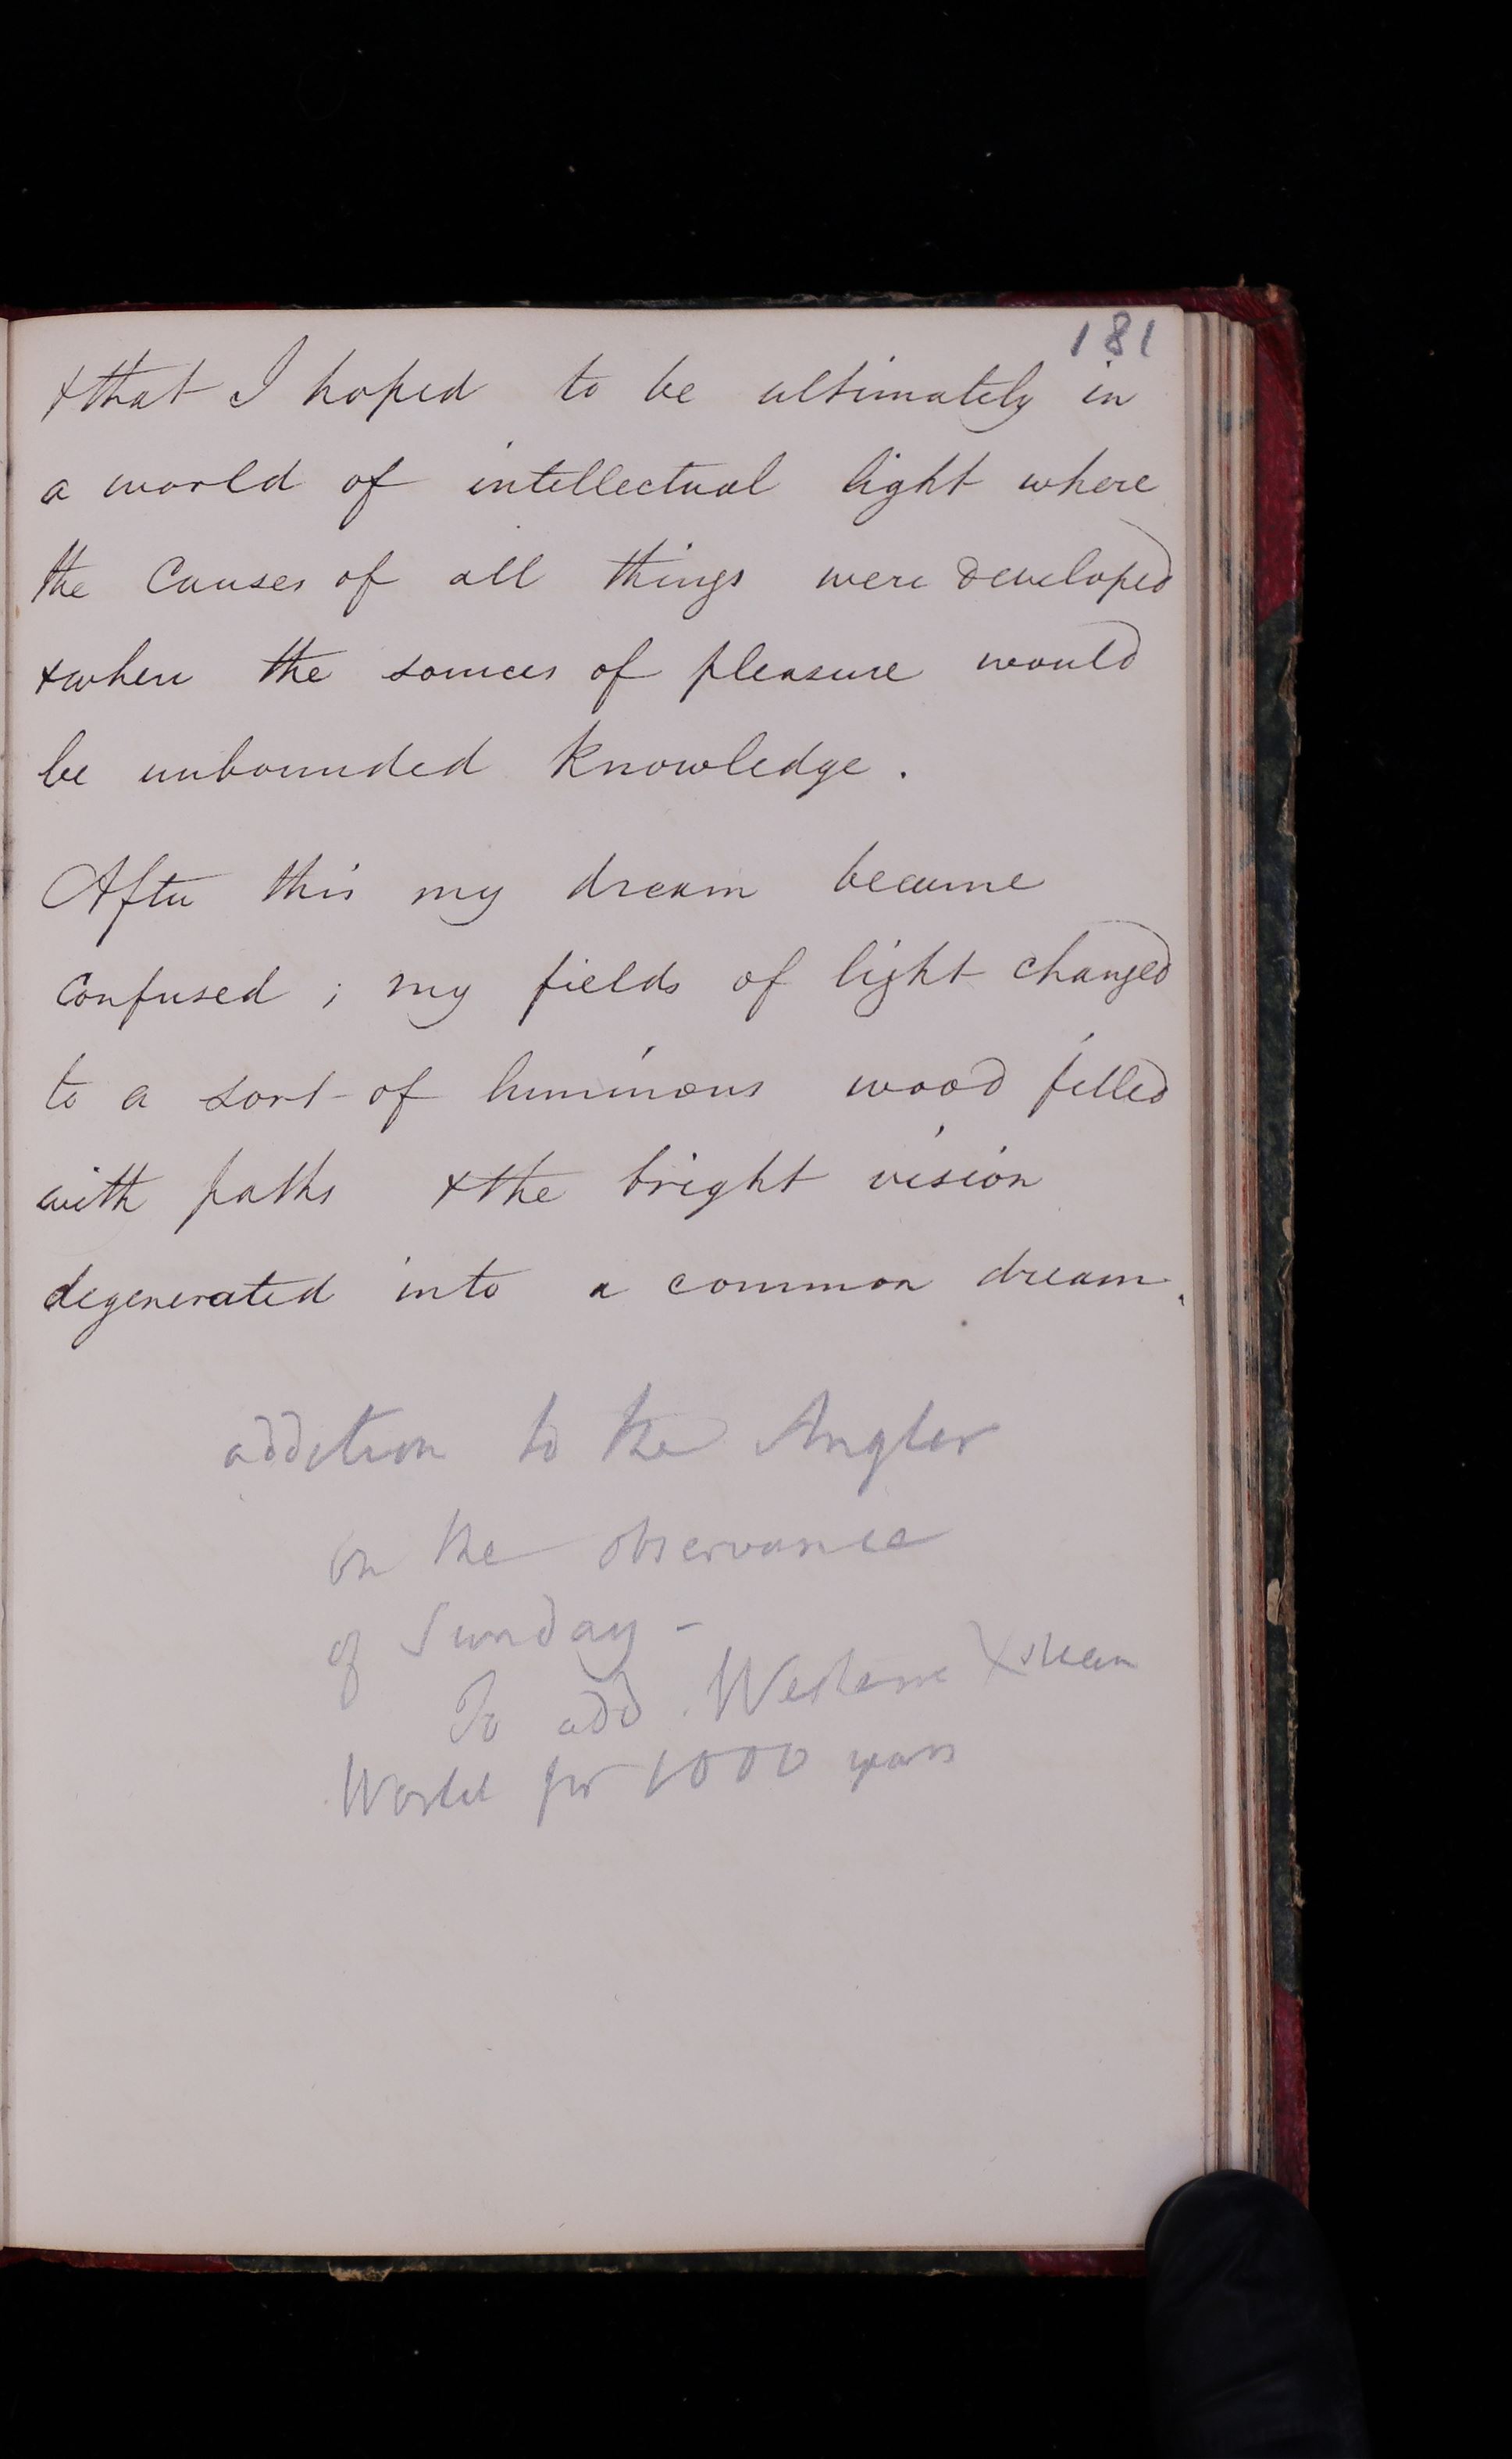 181
& that I hoped to be ultimately in
a world of intellectual light where
the Causes of all things were developed
& where the sources of pleasure would
be unbounded knowledge.
After this my dream became
confused; my fields of light changed
to a sort of luminous wood filled
with paths & the bright vision
degenerated into a common dream.
addition to the Angler
on the observance
of Sunday -
To add Western Xstean
World for 1000 years